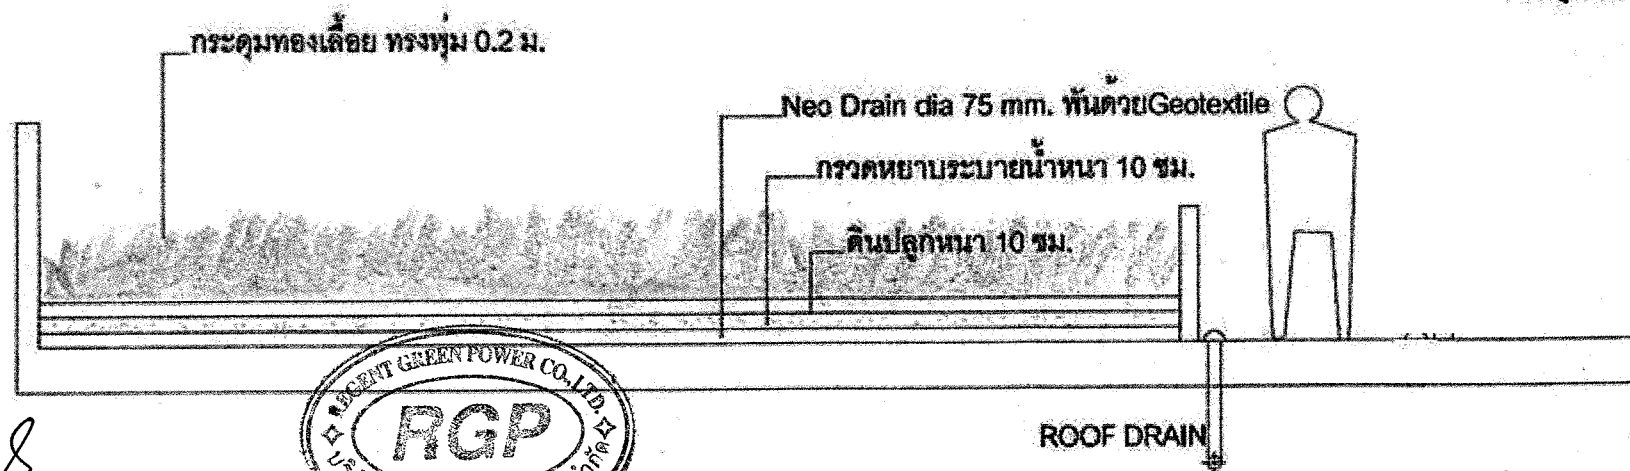 กระดุมทองเลื้อย ทรงพุ่ม 0.2 ม.
Neo Drain dia 75 mm. พันด้วยGeotextile
กรวดหยาบระบายน้ำหนา 10 ซม.
ดินปลูกหนา 10 ซม.
REGENT GREEN POWER CO., LTD.
RGP
ROOF DRAIN